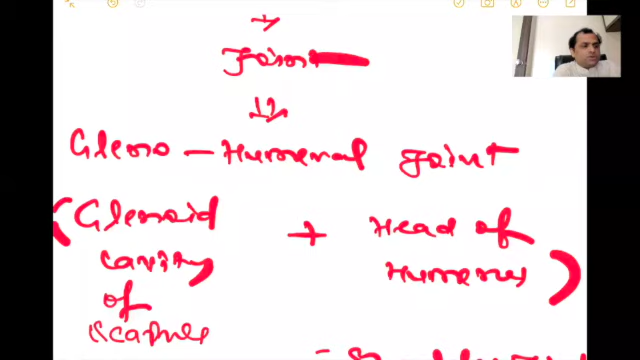 Joint
Gleno - Humeral Joint
(Glenoid + Head of
cavity Humerus)
of
Scapula